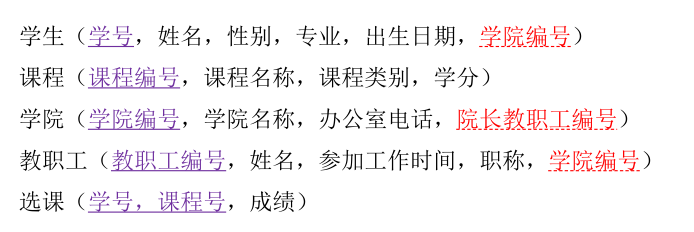 学生（学号，姓名，性别，专业，出生日期，学院编号）
课程（课程编号，课程名称，课程类别，学分）
学院（学院编号，学院名称，办公室电话，院长教职工编号）
教职工（教职工编号，姓名，参加工作时间，职称，学院编号）
选课（学号，课程号，成绩）